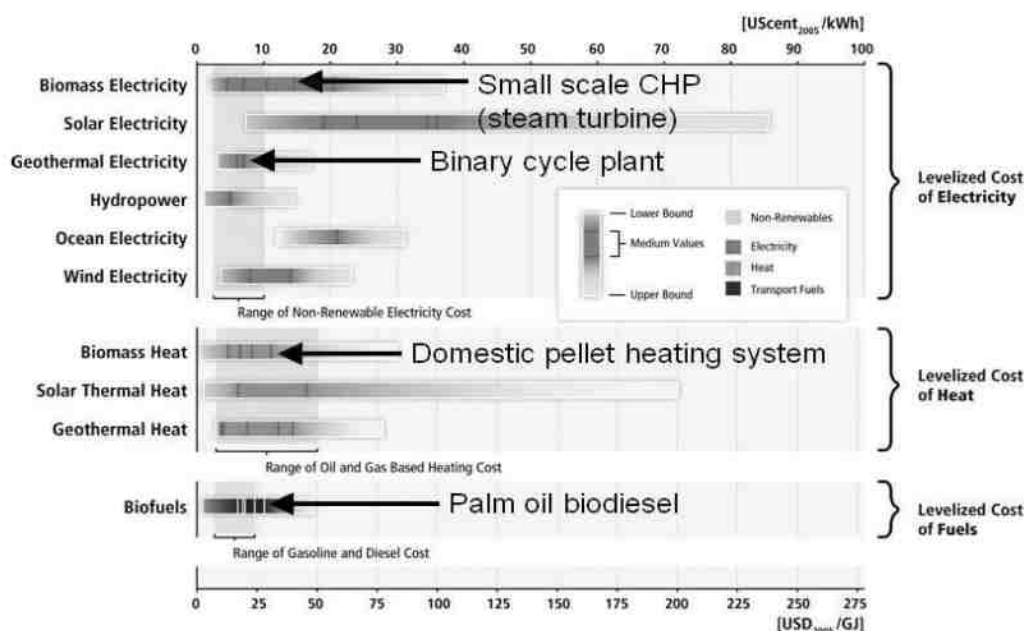 [UScent2005/kWh]
0 10 20 30 40 50 60 70 80 90 100
Biomass Electricity
Small scale CHP
(steam turbine)
Solar Electricity
Geothermal Electricity
Binary cycle plant
Hydropower
Ocean Electricity
Wind Electricity
Levelized Cost
of Electricity
Lower Bound
Medium Values
Upper Bound
Non-Renewables
Electricity
Heat
Transport Fuels
Range of Non-Renewable Electricity Cost
Biomass Heat
Domestic pellet heating system
Solar Thermal Heat
Geothermal Heat
Levelized Cost
of Heat
Range of Oil and Gas Based Heating Cost
Biofuels
Palm oil biodiesel
Levelized Cost
of Fuels
Range of Gasoline and Diesel Cost
0 25 50 75 100 125 150 175 200 225 250 275
[USD2005/GJ]